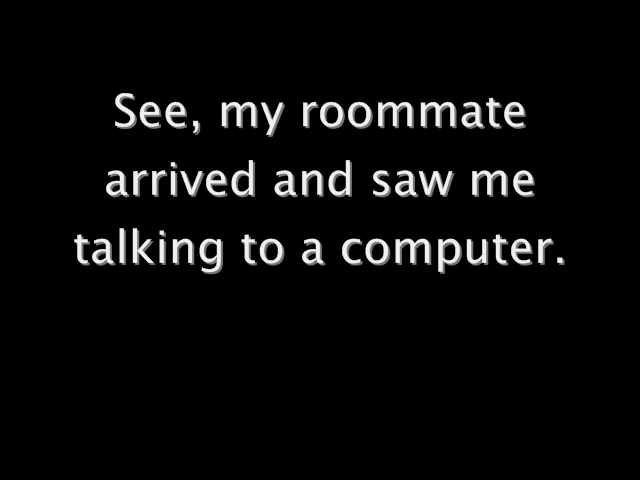 See, my roommate
arrived and saw me
talking to a computer.